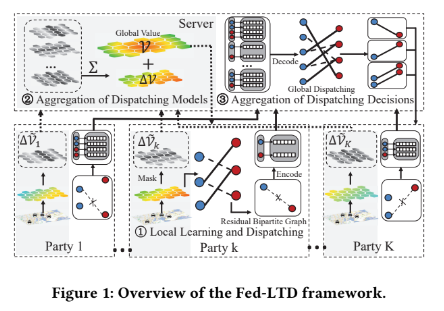 Server
Global Value
𝒱
Σ
+
Δ𝒱
Decode
Global Dispatching
② Aggregation of Dispatching Models
③ Aggregation of Dispatching Decisions
Δ𝒱̃₁
Δ𝒱̃ₖ
Δ𝒱̃_K
Mask
Encode
Residual Bipartite Graph
① Local Learning and Dispatching
Party 1
Party k
Party K
Figure 1: Overview of the Fed-LTD framework.